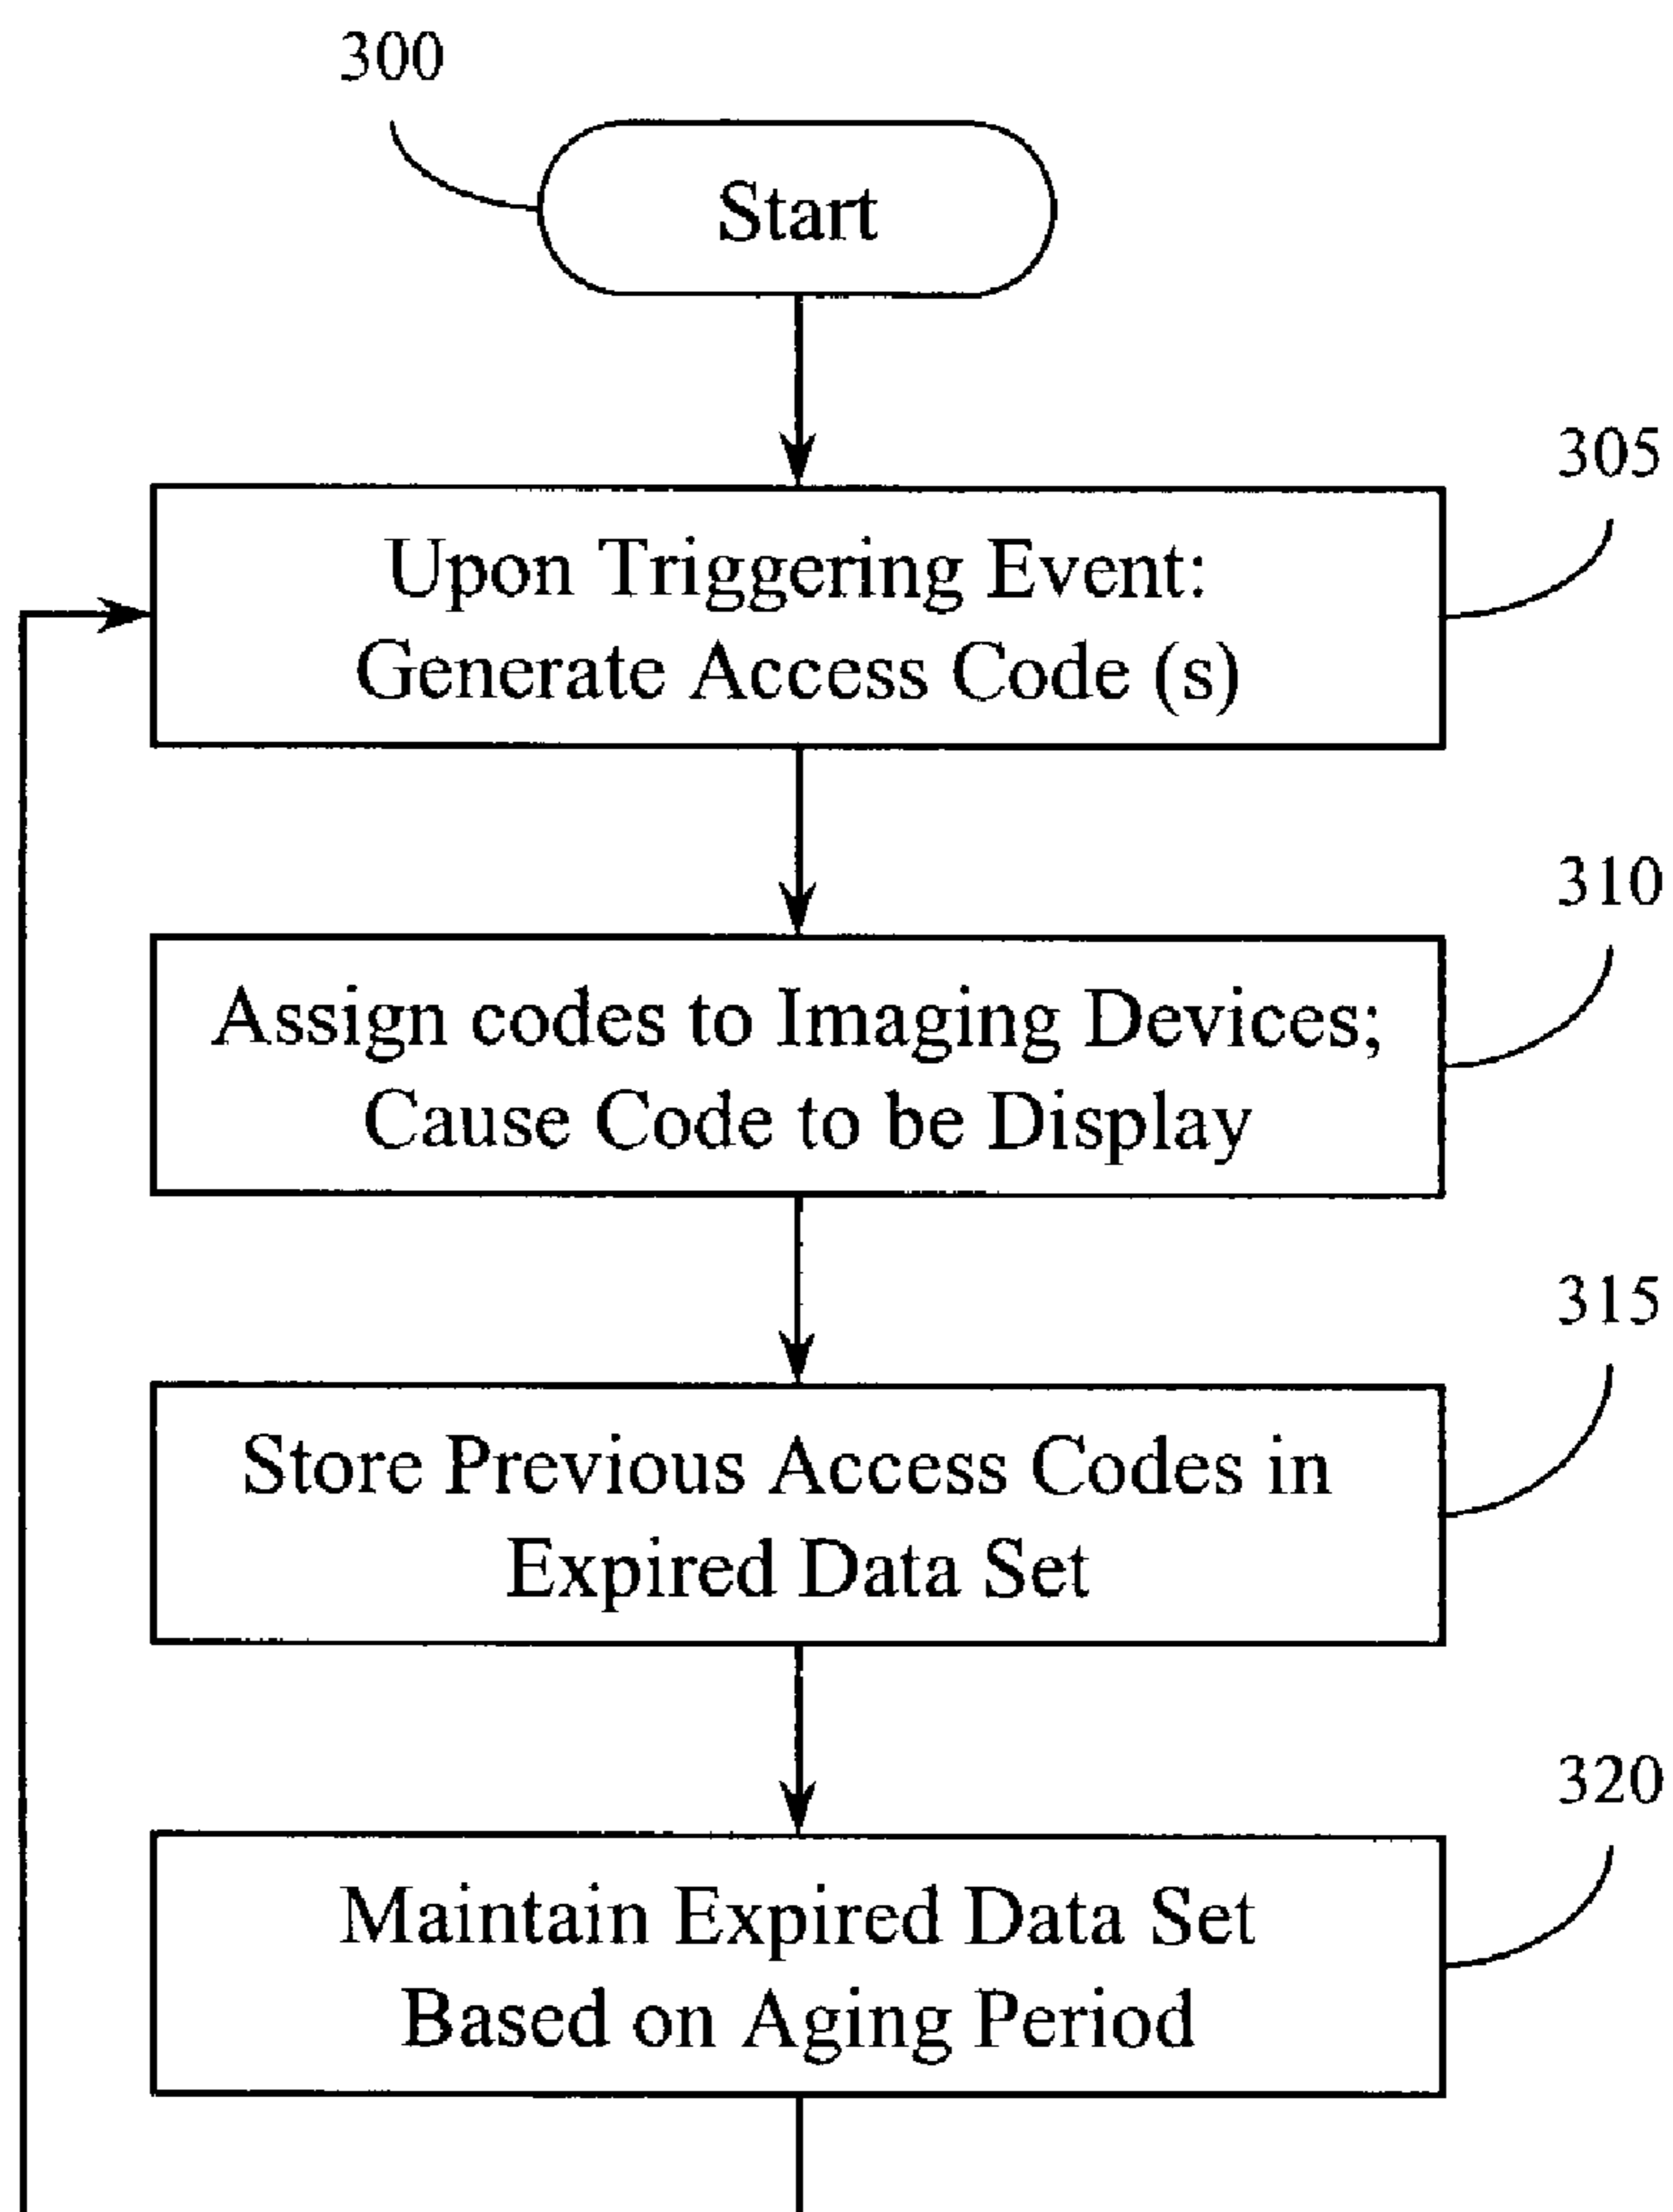 300
Start
305
Upon Triggering Event:
Generate Access Code (s)
310
Assign codes to Imaging Devices;
Cause Code to be Display
315
Store Previous Access Codes in
Expired Data Set
320
Maintain Expired Data Set
Based on Aging Period